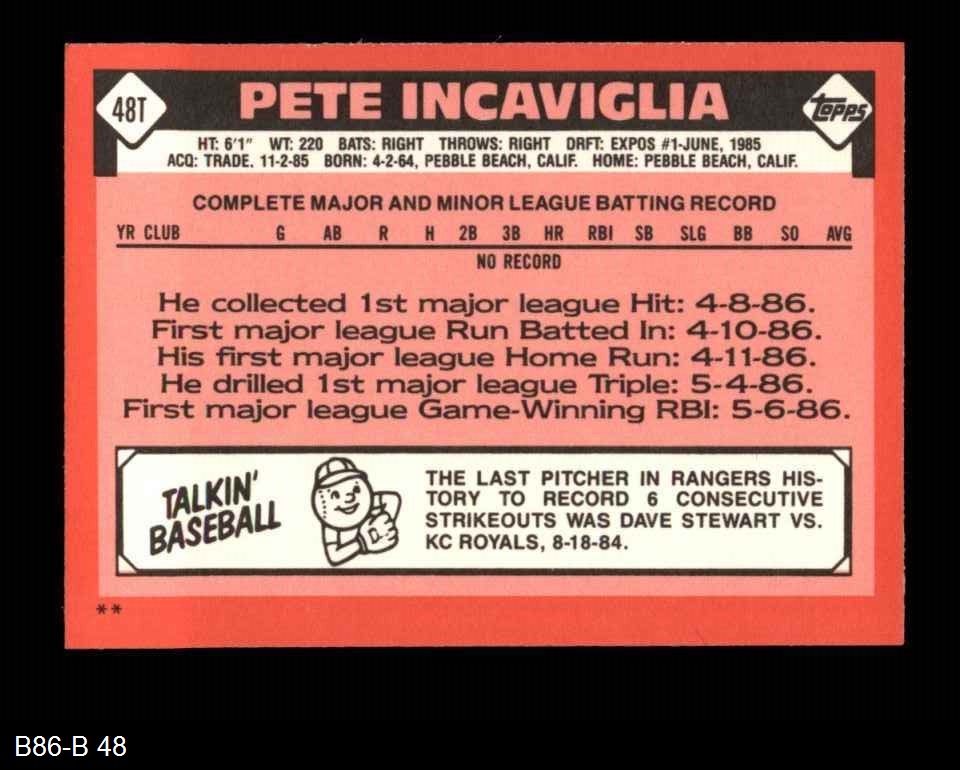 48T
PETE INCAVIGLIA
TOPPS
HT: 6'1" WT: 220 BATS: RIGHT THROWS: RIGHT DRFT: EXPOS #1-JUNE, 1985
ACQ: TRADE. 11-2-85 BORN: 4-2-64, PEBBLE BEACH, CALIF. HOME: PEBBLE BEACH, CALIF.
COMPLETE MAJOR AND MINOR LEAGUE BATTING RECORD
YR CLUB G AB R H 2B 3B HR RBI SB SLG BB SO AVG
NO RECORD
He collected 1st major league Hit: 4-8-86.
First major league Run Batted In: 4-10-86.
His first major league Home Run: 4-11-86.
He drilled 1st major league Triple: 5-4-86.
First major league Game-Winning RBI: 5-6-86.
TALKIN'
BASEBALL
THE LAST PITCHER IN RANGERS HIS-
TORY TO RECORD 6 CONSECUTIVE
STRIKEOUTS WAS DAVE STEWART VS.
KC ROYALS, 8-18-84.
**
B86-B 48